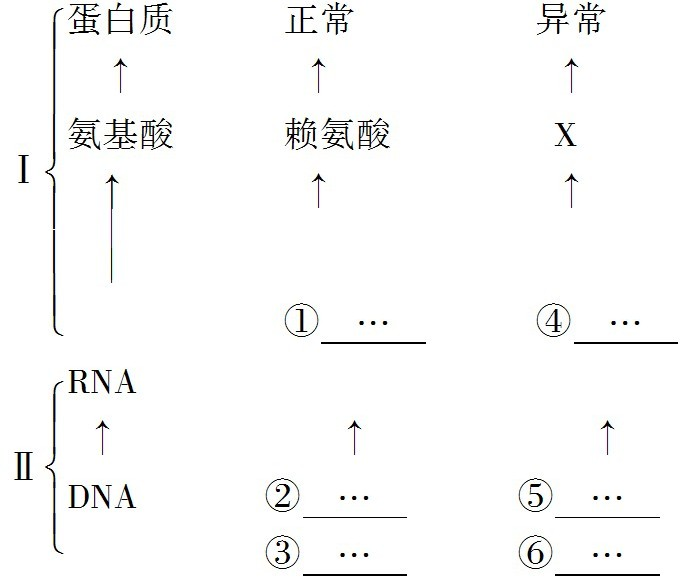 蛋白质 正常 异常
↑ ↑ ↑
氨基酸 赖氨酸 X
Ⅰ
↑ ↑ ↑
① … ④ …
RNA
↑ ↑ ↑
Ⅱ
DNA ② … ⑤ …
③ … ⑥ …